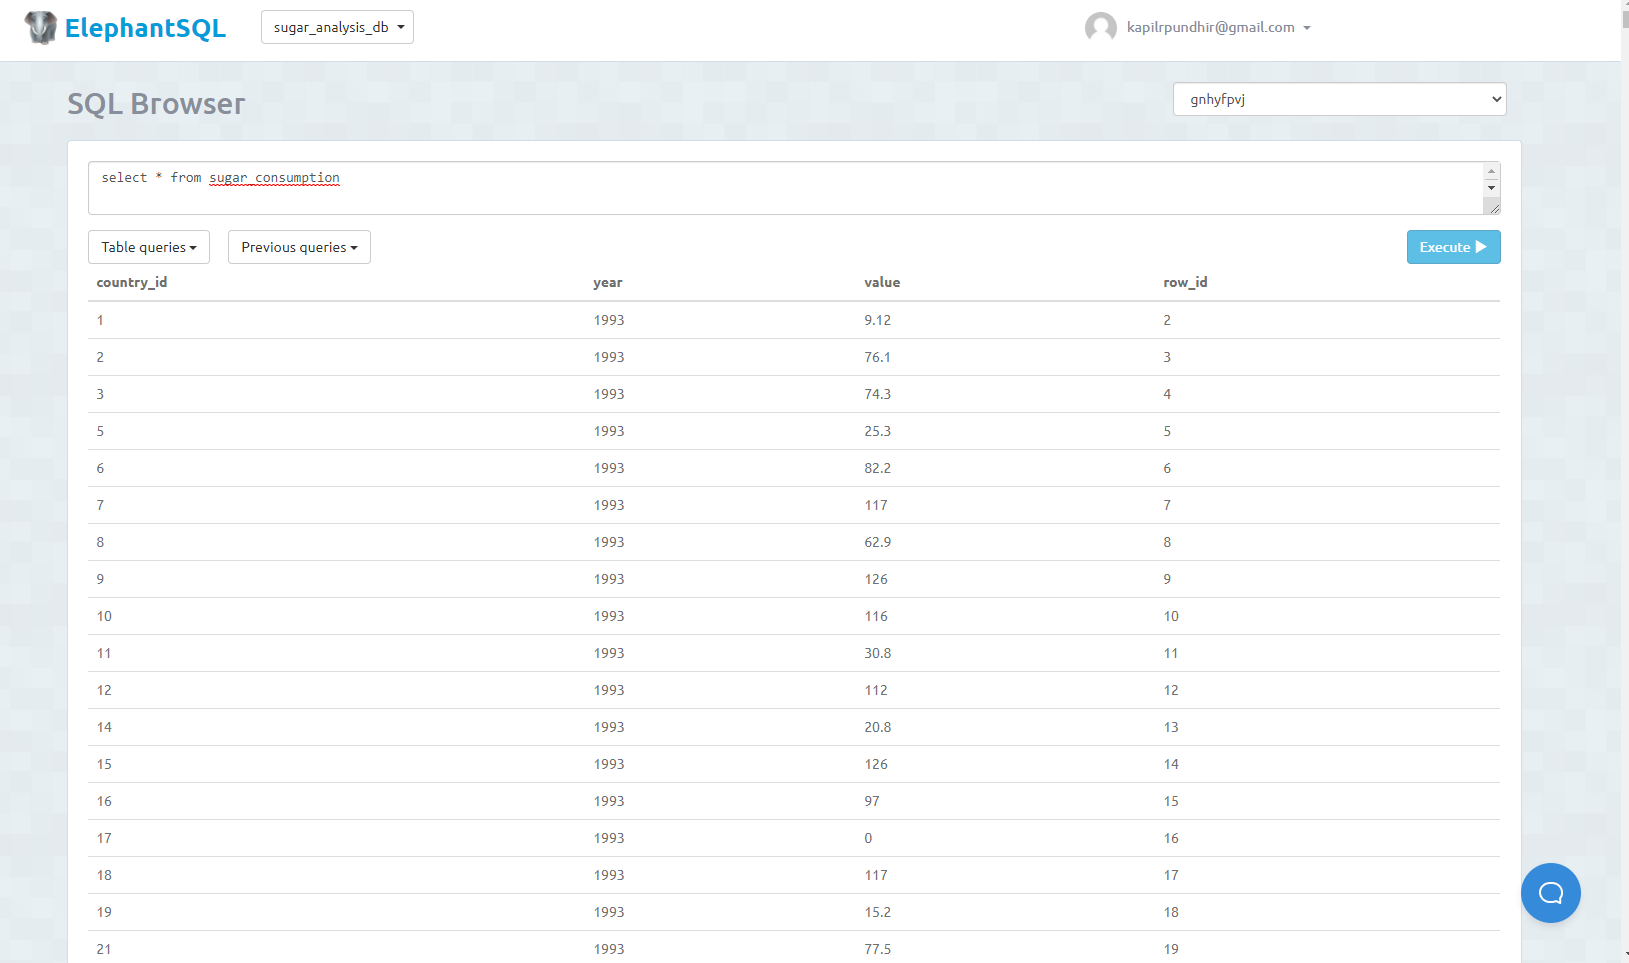 ElephantSQL sugar_analysis_db kapilrpundhir@gmail.com
SQL Browser gnhyfpvj
select * from sugar_consumption
Table queries Previous queries Execute
country_id year value row_id
1 1993 9.12 2
2 1993 76.1 3
3 1993 74.3 4
5 1993 25.3 5
6 1993 82.2 6
7 1993 117 7
8 1993 62.9 8
9 1993 126 9
10 1993 116 10
11 1993 30.8 11
12 1993 112 12
14 1993 20.8 13
15 1993 126 14
16 1993 97 15
17 1993 0 16
18 1993 117 17
19 1993 15.2 18
21 1993 77.5 19